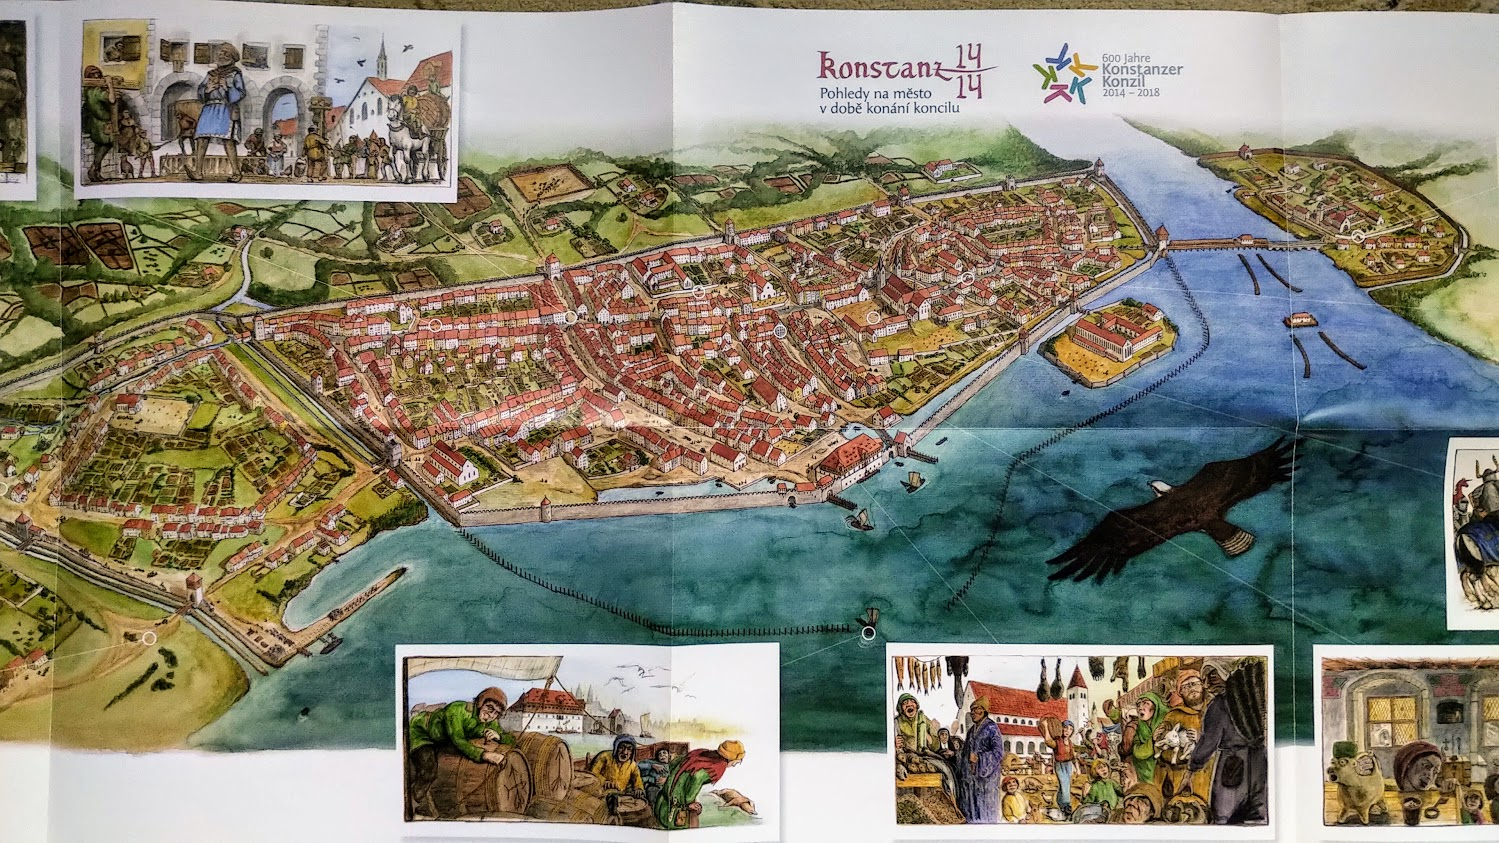 konstanz 14
14
Pohledy na město
v době konání koncilu
600 Jahre
Konstanzer
Konzil
2014 – 2018